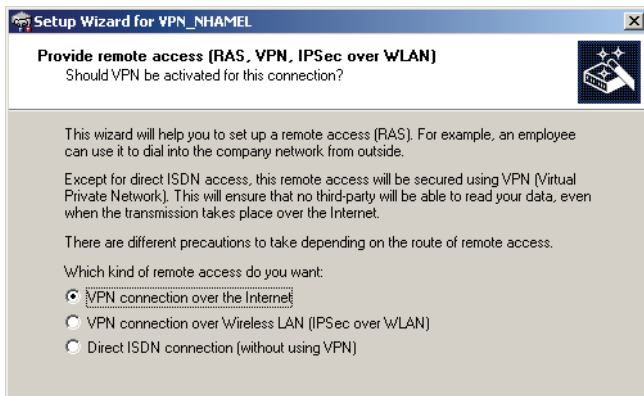 Setup Wizard for VPN_NHAMEL
Provide remote access (RAS, VPN, IPSec over WLAN)
Should VPN be activated for this connection?
This wizard will help you to set up a remote access (RAS). For example, an employee
can use it to dial into the company network from outside.
Except for direct ISDN access, this remote access will be secured using VPN (Virtual
Private Network). This will ensure that no third-party will be able to read your data, even
when the transmission takes place over the Internet.
There are different precautions to take depending on the route of remote access.
Which kind of remote access do you want:
VPN connection over the Internet
VPN connection over Wireless LAN (IPSec over WLAN)
Direct ISDN connection (without using VPN)